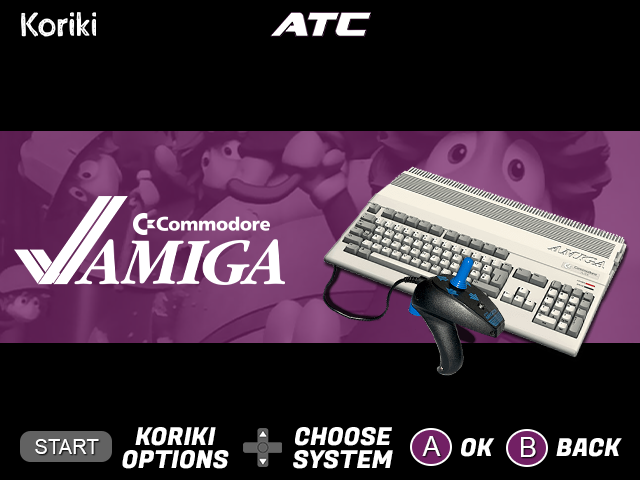 Koriki
ATC
Commodore
AMIGA
AMIGA
START
KORIKI
OPTIONS
CHOOSE
SYSTEM
A
OK
B
BACK